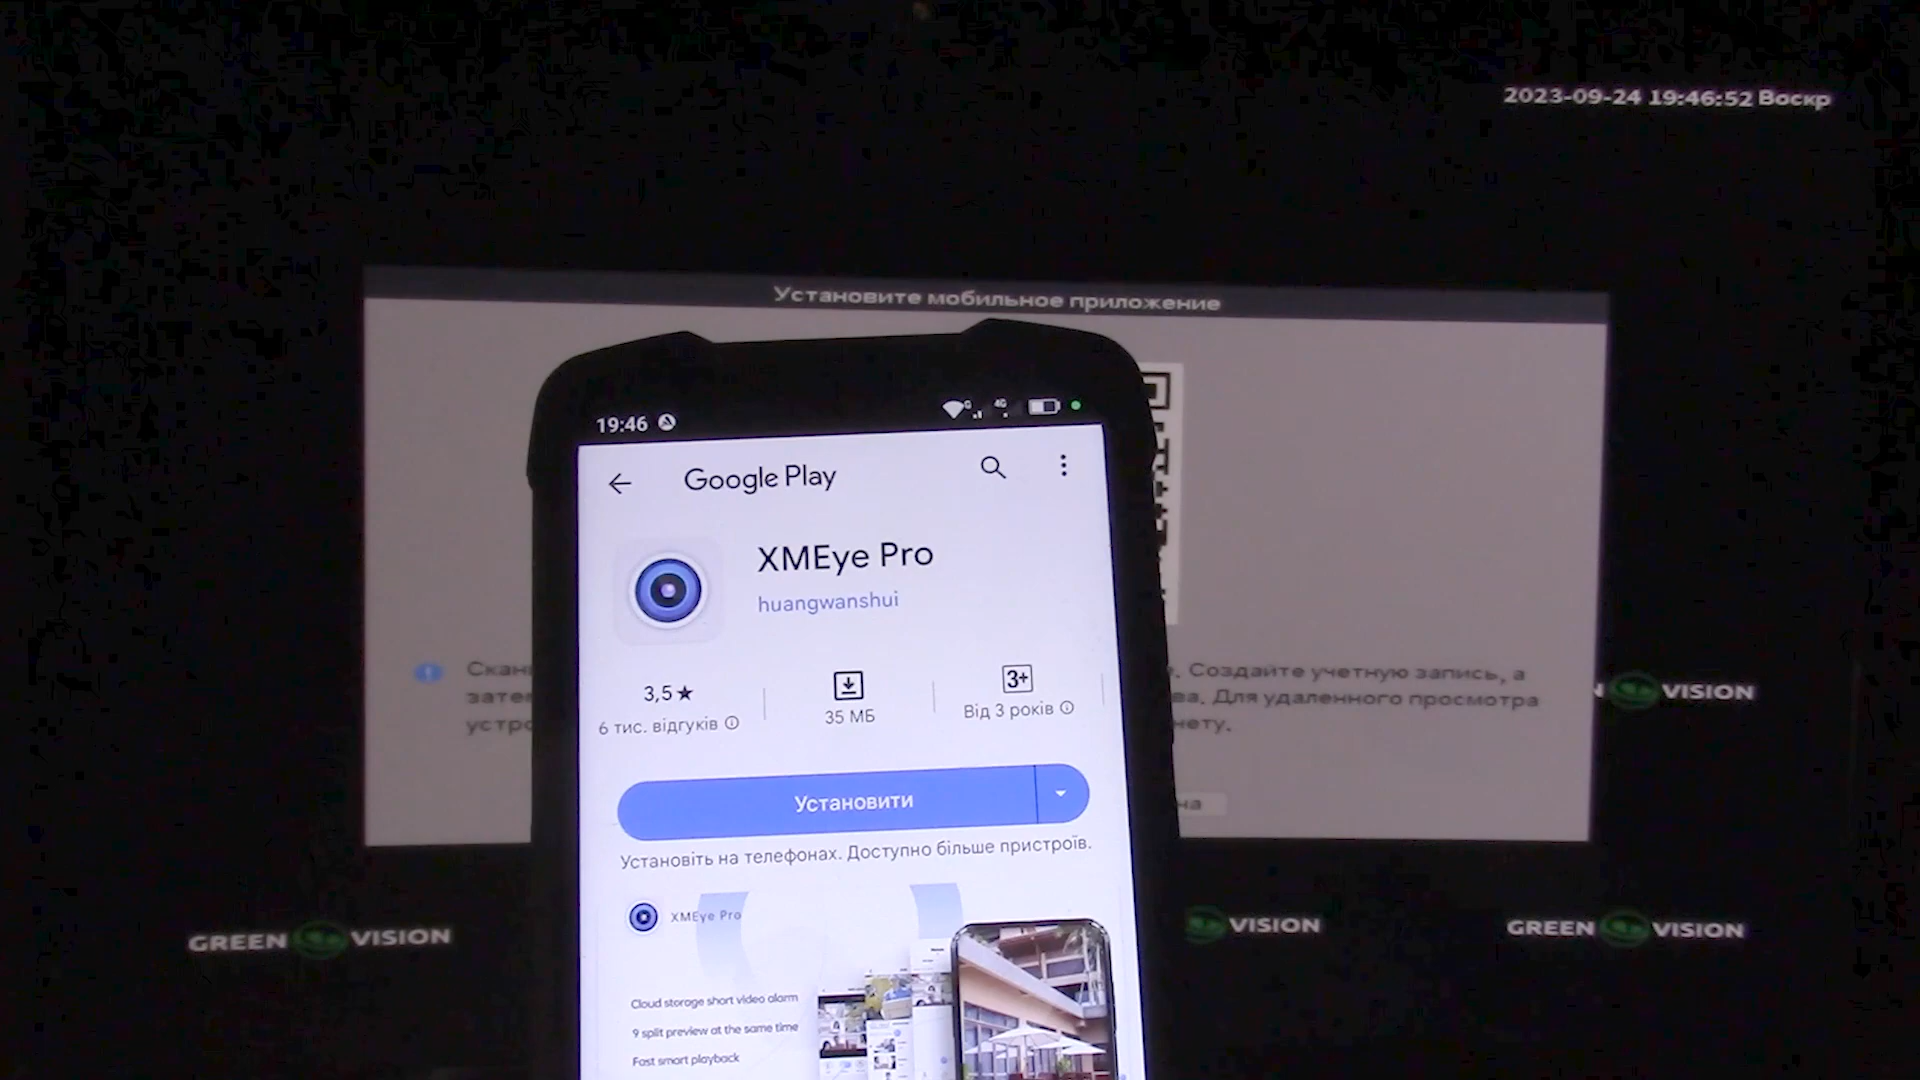 2023-09-24 19:46:52 Воскр
Установите мобильное приложение
19:46
4G
Google Play
XMEye Pro
huangwanshui
3,5★
3+
6 тис. відгуків
35 МБ
Від 3 років
. Создайте учетную запись, а
Для удаленного просмотра
VISION
Установити
Установіть на телефонах. Доступно більше пристроїв.
XMEye Pro
GREEN VISION
VISION
GREEN VISION
Cloud storage short video alarm
9 split preview at the same time
Fast smart playback